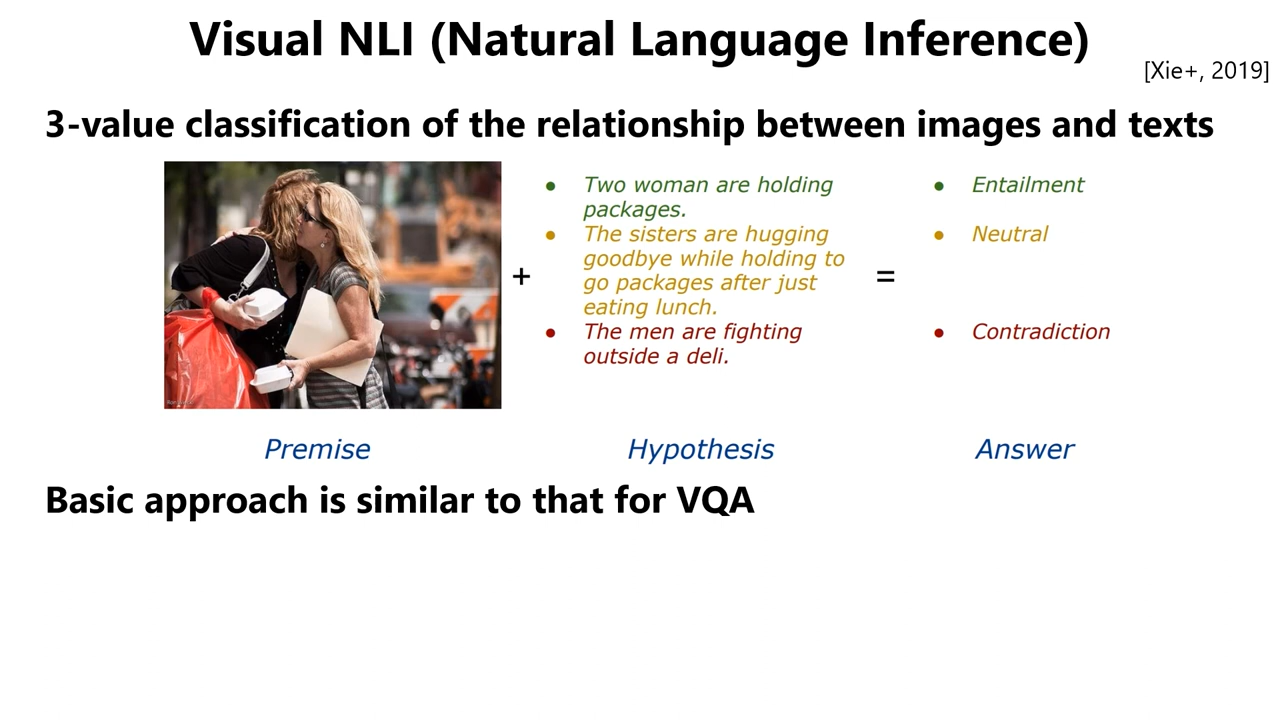 Visual NLI (Natural Language Inference)
[Xie+, 2019]
3-value classification of the relationship between images and texts
+
• Two woman are holding
packages.
• The sisters are hugging
goodbye while holding to
go packages after just
eating lunch.
• The men are fighting
outside a deli.
=
• Entailment
• Neutral
• Contradiction
Premise
Hypothesis
Answer
Basic approach is similar to that for VQA